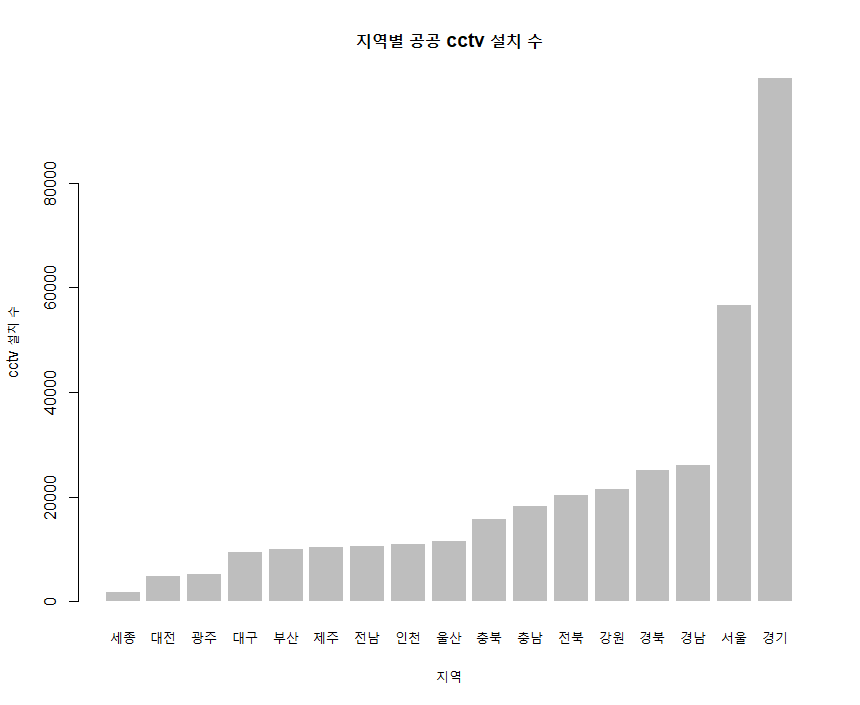 지역별 공공 cctv 설치 수
cctv 설치 수
80000
60000
40000
20000
0
세종 대전 광주 대구 부산 제주 전남 인천 울산 충북 충남 전북 강원 경북 경남 서울 경기
지역